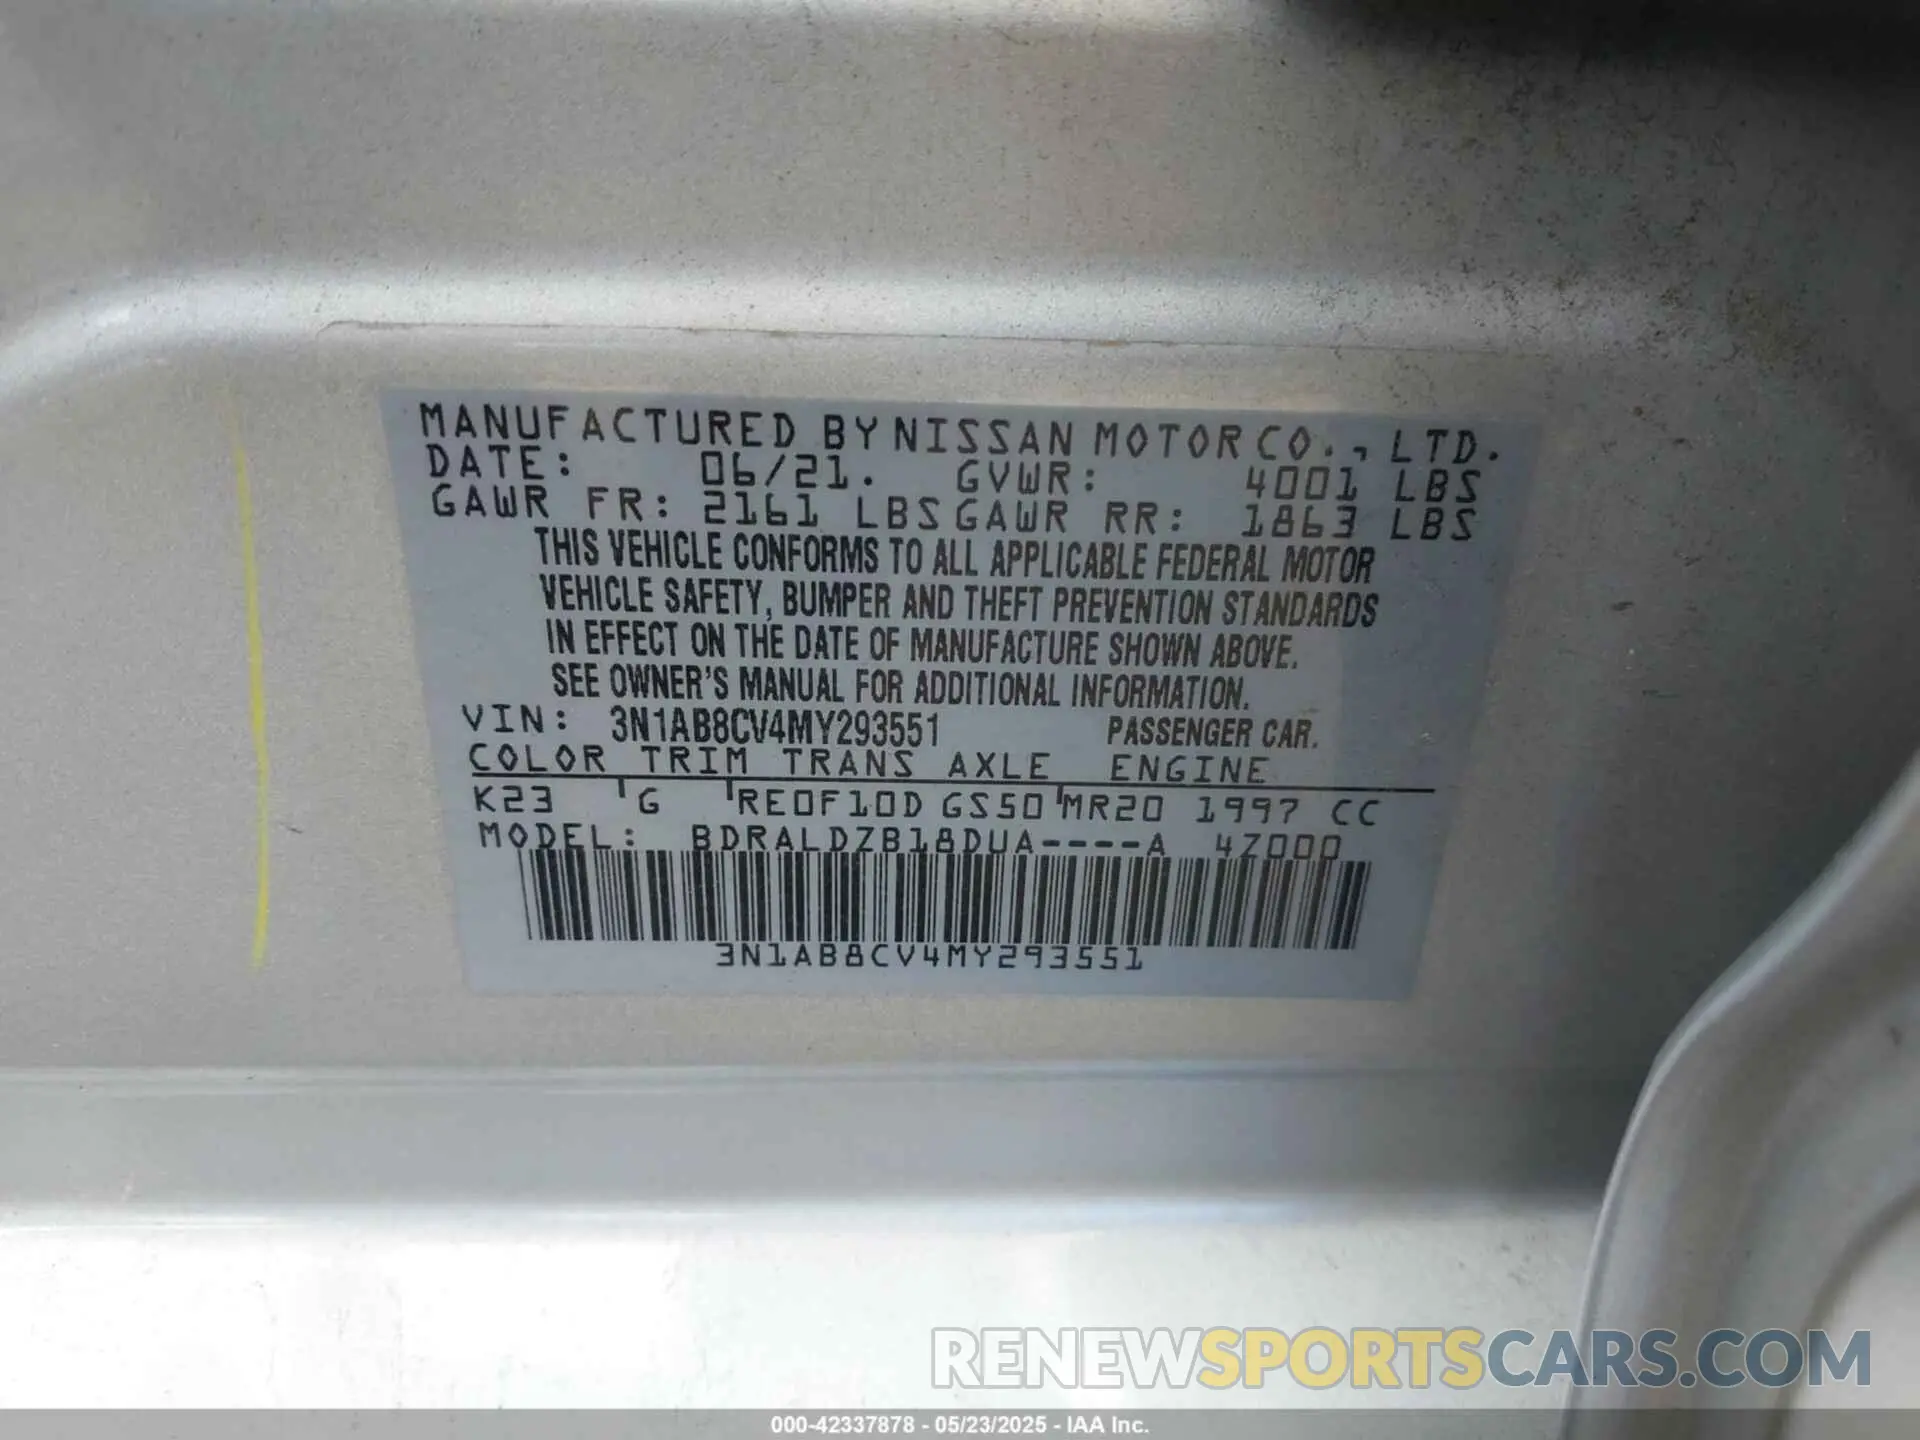 MANUFACTURED BY NISSAN MOTOR CO., LTD.
DATE: 06/21. GVWR: 4001 LBS
GAWR FR: 2161 LBS GAWR RR: 1863 LBS
THIS VEHICLE CONFORMS TO ALL APPLICABLE FEDERAL MOTOR
VEHICLE SAFETY, BUMPER AND THEFT PREVENTION STANDARDS
IN EFFECT ON THE DATE OF MANUFACTURE SHOWN ABOVE.
SEE OWNER'S MANUAL FOR ADDITIONAL INFORMATION.
VIN: 3N1AB8CV4MY293551 PASSENGER CAR.
COLOR TRIM TRANS AXLE ENGINE
K23 G RE0F10D GS50 MR20 1997 CC
MODEL: BDRALDZB18DUA----A 4Z000
3N1AB8CV4MY293551
RENEWSPORTSCARS.COM
000-42337878 - 05/23/2025 - IAA Inc.